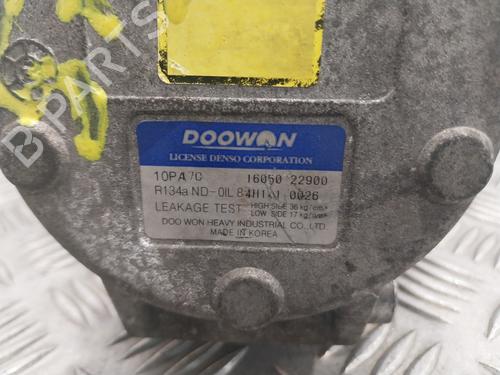 DOOWON
LICENSE DENSO CORPORATION
16050 22900
R134a ND-OIL 8
LEAKAGE TEST HIGH SIDE 36 kg/cm²
LOW SIDE 17 kg/cm²
DOO WON HEAVY INDUSTRIAL CO.,LTD.
MADE IN KOREA